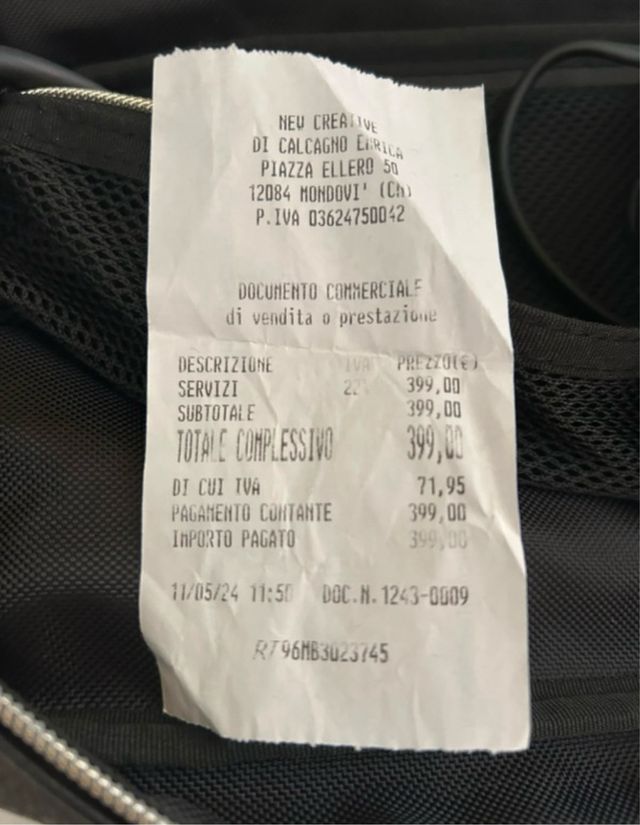 NEW CREATIVE
DI CALCAGNO ENRICA
PIAZZA ELLERO 50
12084 MONDOVI' (CN)
P.IVA 03624750042
DOCUMENTO COMMERCIALE
di vendita o prestazione
DESCRIZIONE IVA PREZZO(€)
SERVIZI 22% 399,00
SUBTOTALE 399,00
TOTALE COMPLESSIVO 399,00
DI CUI IVA 71,95
PAGAMENTO CONTANTE 399,00
IMPORTO PAGATO 399,00
11/05/24 11:50 DOC.N.1243-0009
RT 96MB3023745